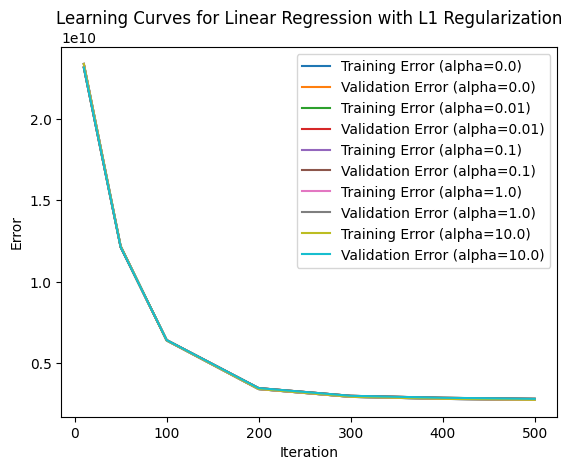 Learning Curves for Linear Regression with L1 Regularization
1e10
Training Error (alpha=0.0)
Validation Error (alpha=0.0)
Training Error (alpha=0.01)
Validation Error (alpha=0.01)
Training Error (alpha=0.1)
Validation Error (alpha=0.1)
Training Error (alpha=1.0)
Validation Error (alpha=1.0)
Training Error (alpha=10.0)
Validation Error (alpha=10.0)
2.0
1.5
1.0
0.5
Error
0 100 200 300 400 500
Iteration